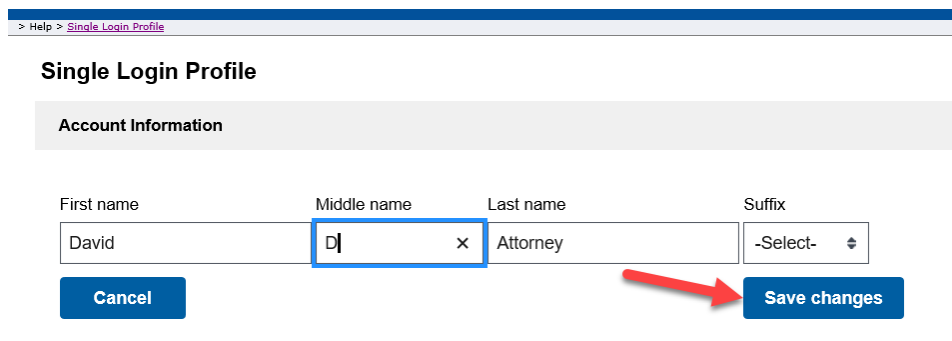 > Help > Single Login Profile
Single Login Profile
Account Information
First name Middle name Last name Suffix
David D × Attorney -Select-
Cancel Save changes